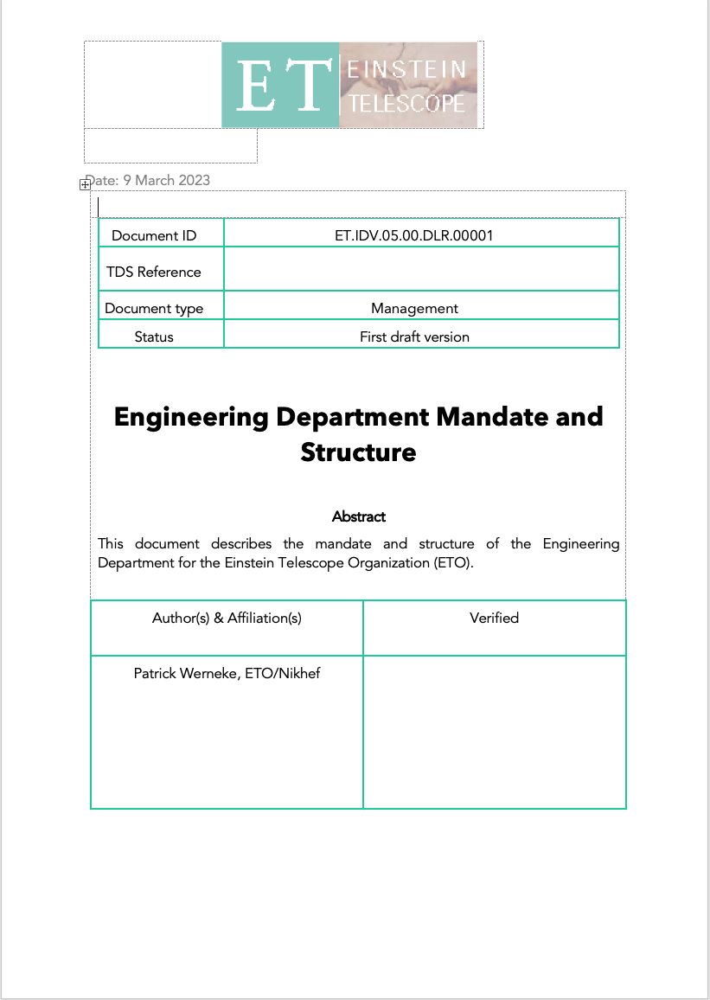 ET EINSTEIN
TELESCOPE
Date: 9 March 2023
Document ID ET.IDV.05.00.DLR.00001
TDS Reference
Document type Management
Status First draft version
Engineering Department Mandate and
Structure
Abstract
This document describes the mandate and structure of the Engineering
Department for the Einstein Telescope Organization (ETO).
Author(s) & Affiliation(s) Verified
Patrick Werneke, ETO/Nikhef